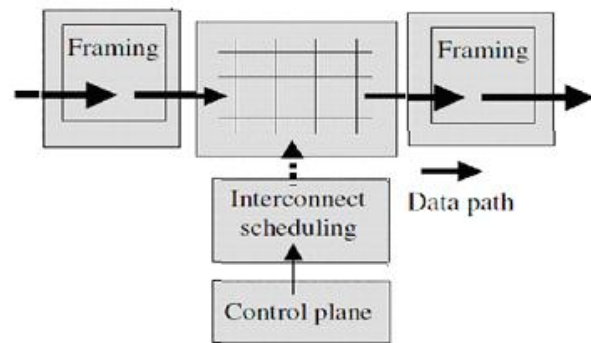 Framing
Framing
Interconnect
scheduling
Data path
Control plane